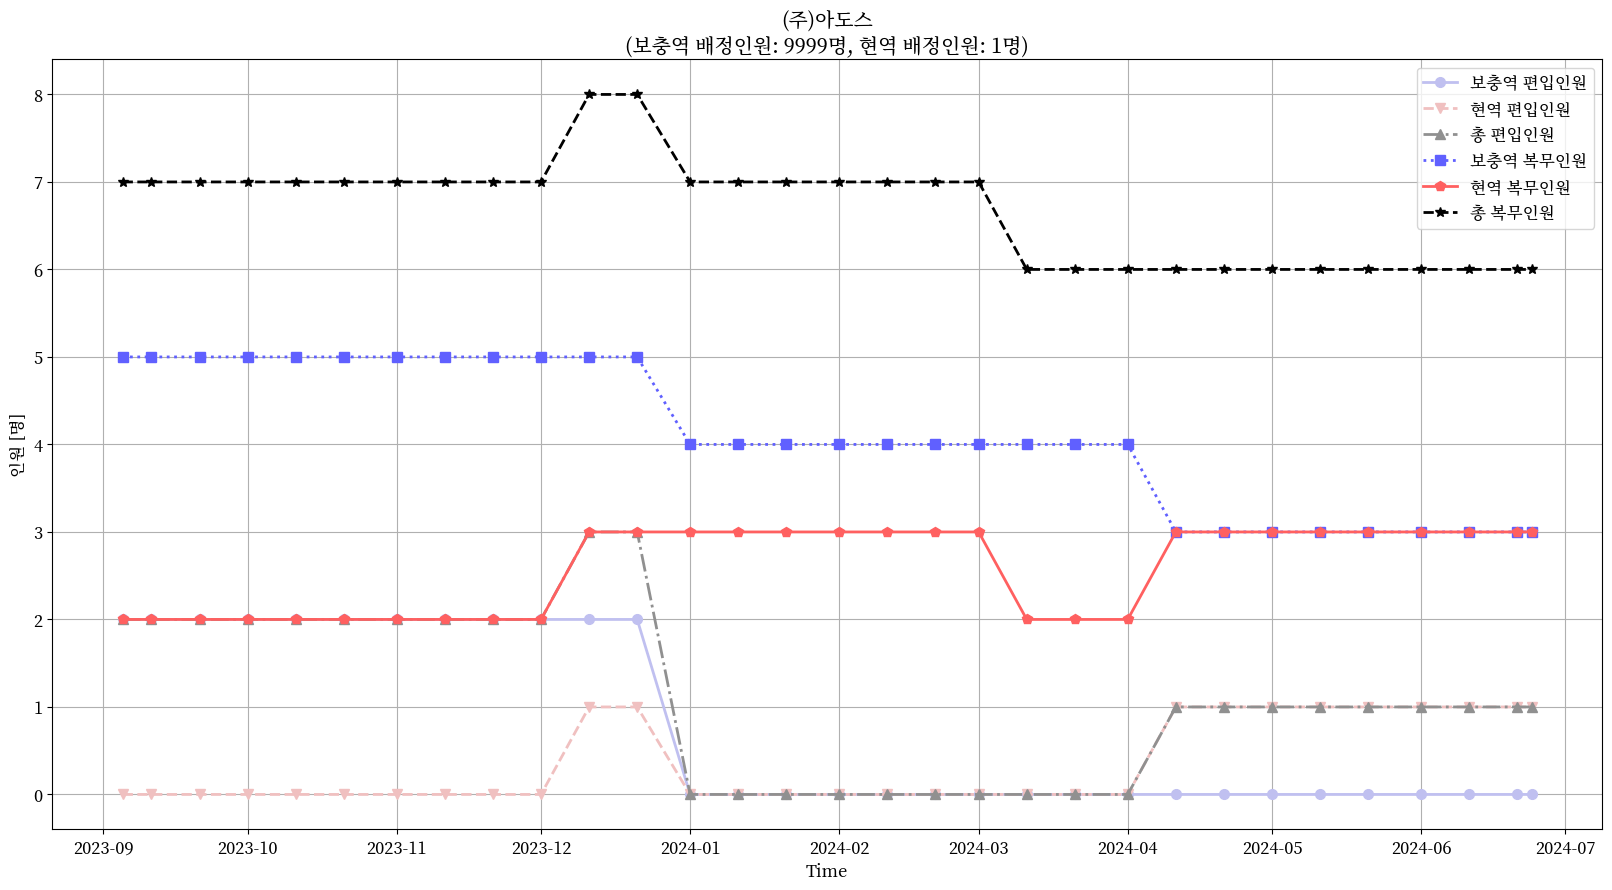 (주)아도스
(보충역 배정인원: 9999명, 현역 배정인원: 1명)
보충역 편입인원
현역 편입인원
총 편입인원
보충역 복무인원
현역 복무인원
총 복무인원
인원 [명]
8
7
6
5
4
3
2
1
0
2023-09
2023-10
2023-11
2023-12
2024-01
2024-02
2024-03
2024-04
2024-05
2024-06
2024-07
Time